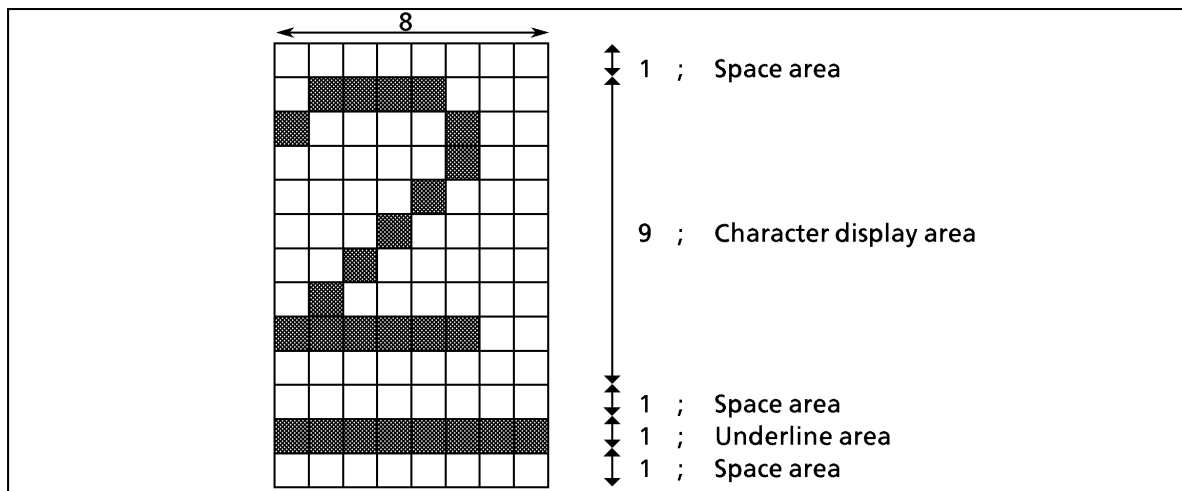 8
1 ; Space area
9 ; Character display area
1 ; Space area
1 ; Underline area
1 ; Space area